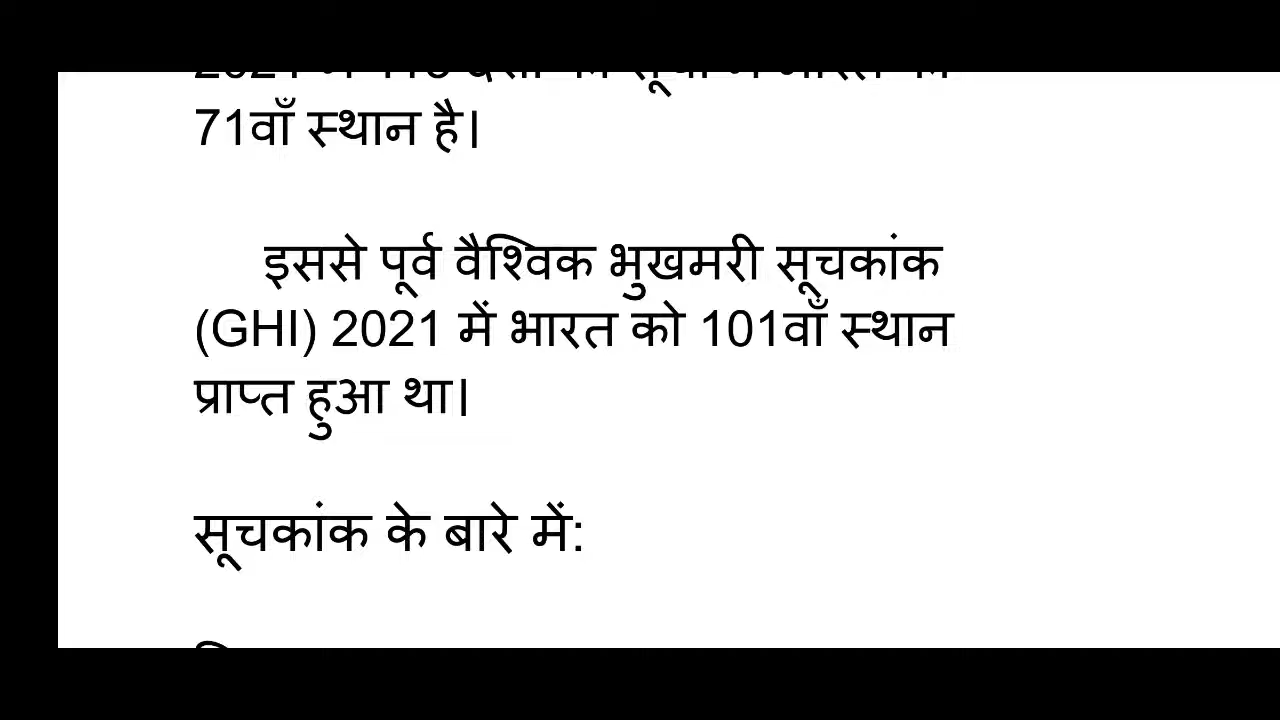 71वाँ स्थान है।
इससे पूर्व वैश्विक भुखमरी सूचकांक
(GHI) 2021 में भारत को 101वाँ स्थान
प्राप्त हुआ था।
सूचकांक के बारे में: